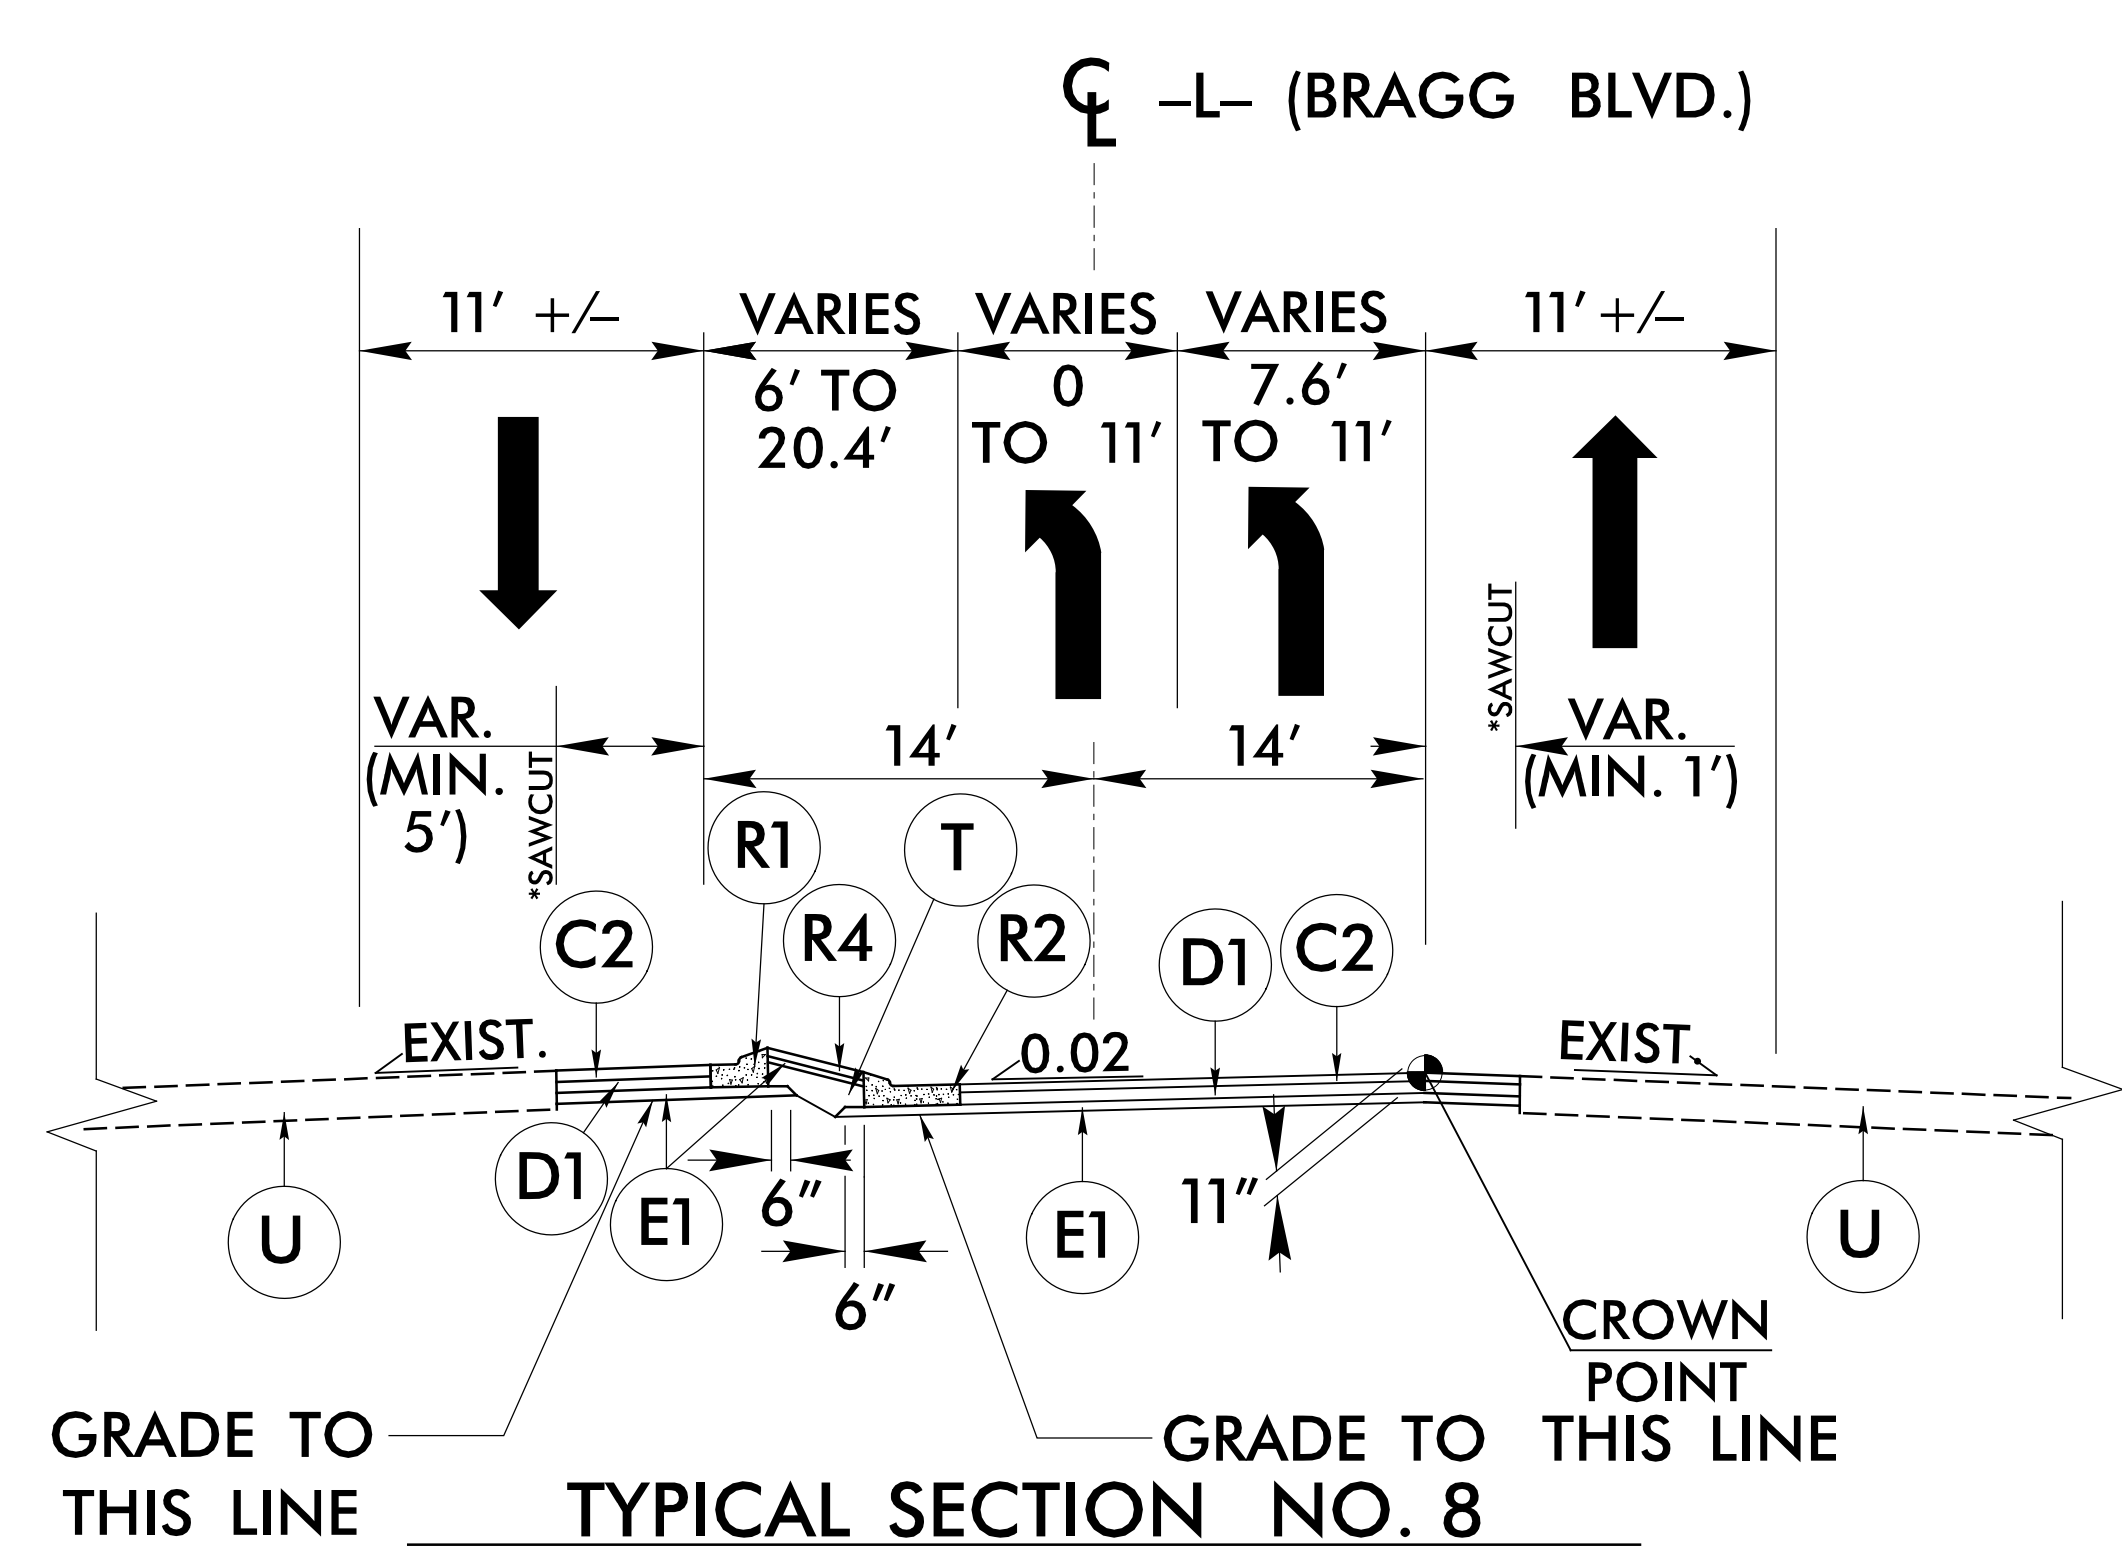 ℄ -L- (BRAGG BLVD.)
11' +/-
VARIES
VARIES
VARIES
11' +/-
6' TO
20.4'
0
TO 11'
7.6'
TO 11'
*SAWCUT
VAR.
(MIN.
5')
*SAWCUT
14'
14'
VAR.
(MIN. 1')
R1
T
C2
R4
R2
D1
C2
EXIST.
0.02
EXIST.
D1
E1
6"
E1
11"
U
U
6"
CROWN
POINT
GRADE TO
THIS LINE
GRADE TO THIS LINE
TYPICAL SECTION NO. 8